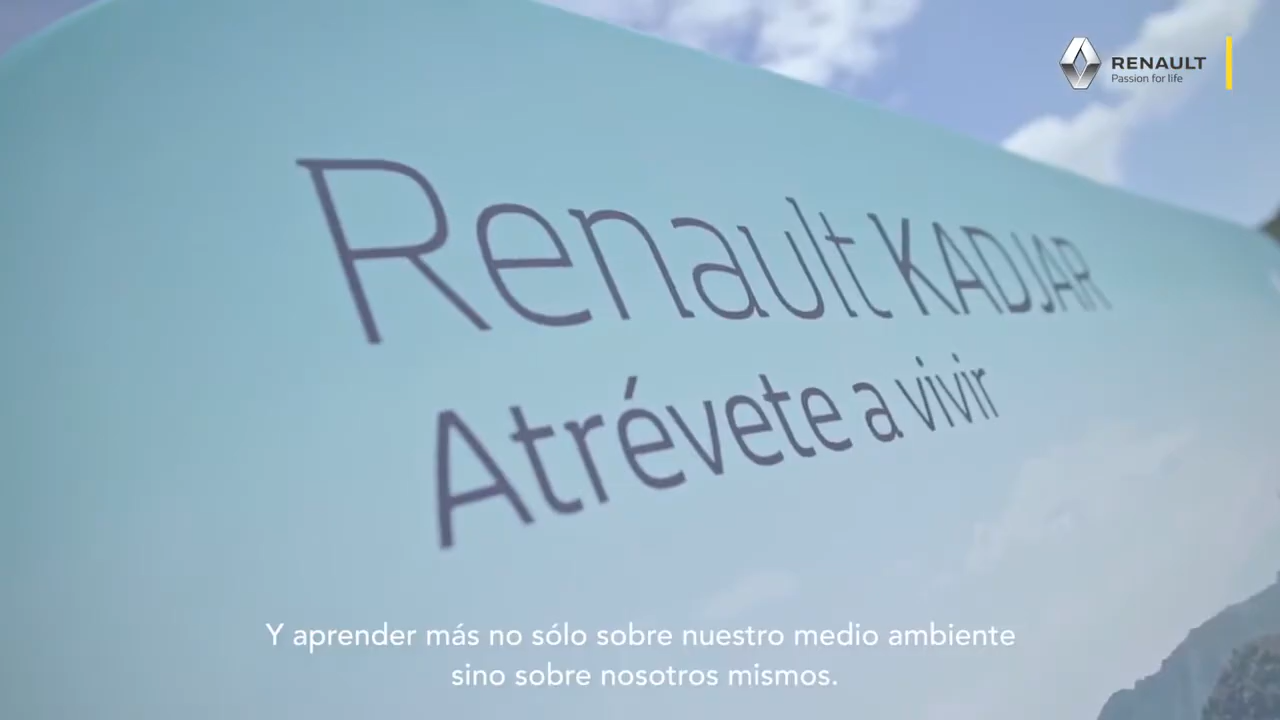 RENAULT
Passion for life
Renault KADJAR
Atrévete a vivir
Y aprender más no sólo sobre nuestro medio ambiente
sino sobre nosotros mismos.